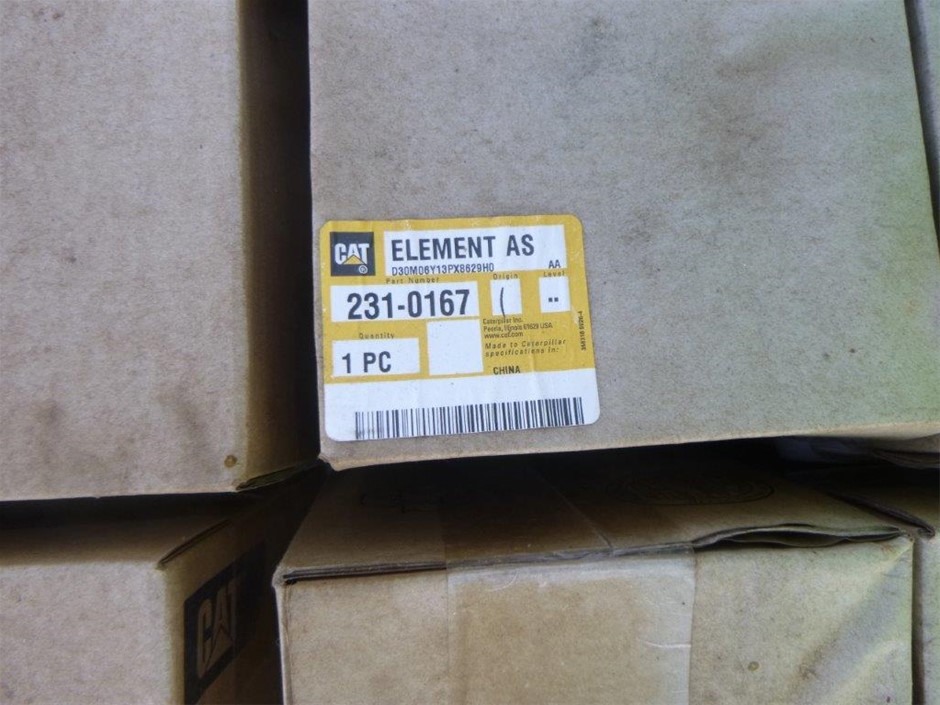 CAT
®
ELEMENT AS
D30M06Y13PX8629H0
AA
Part Number
Origin
Level
231-0167
(
--
Caterpillar Inc.
Peoria, Illinois 61629 USA
www.cat.com
Quantity
Made to Caterpillar
specifications in:
1 PC
CHINA
CAT